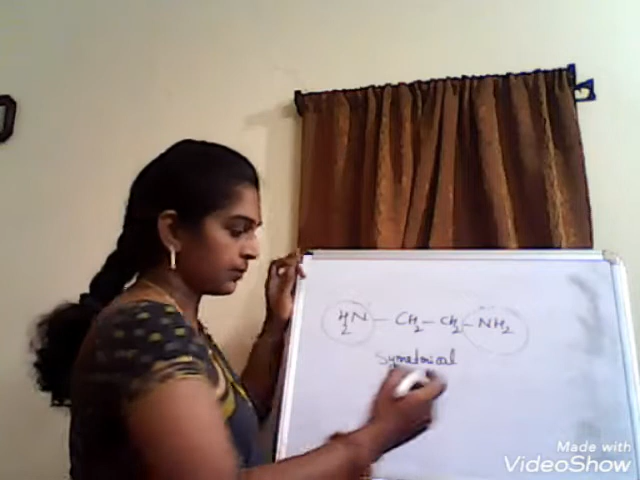 H2N - CH2 - CH2 - NH2
Symetrical
Made with
VideoShow